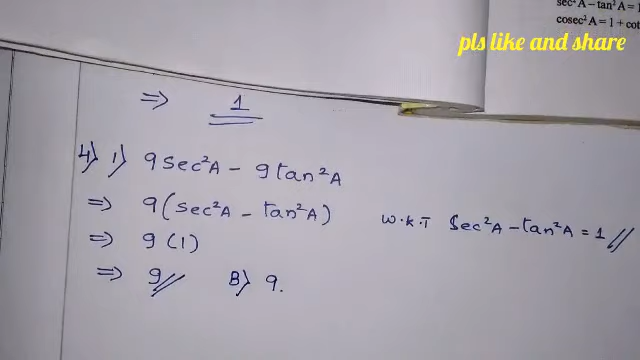 sec²A – tan²A = 1
cosec²A = 1 + cot
pls like and share
=> 1
4) 1) 9 sec²A - 9 tan²A
=> 9 (sec²A - tan²A) w.k.T Sec²A - tan²A = 1 //
=> 9 (1)
=> 9 // B) 9.